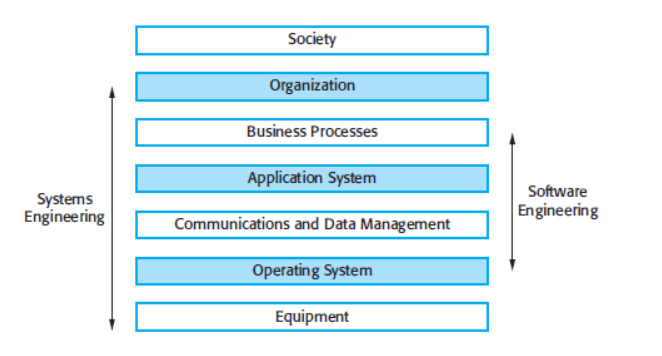 Society
Organization
Business Processes
Application System
Systems
Engineering
Software
Engineering
Communications and Data Management
Operating System
Equipment